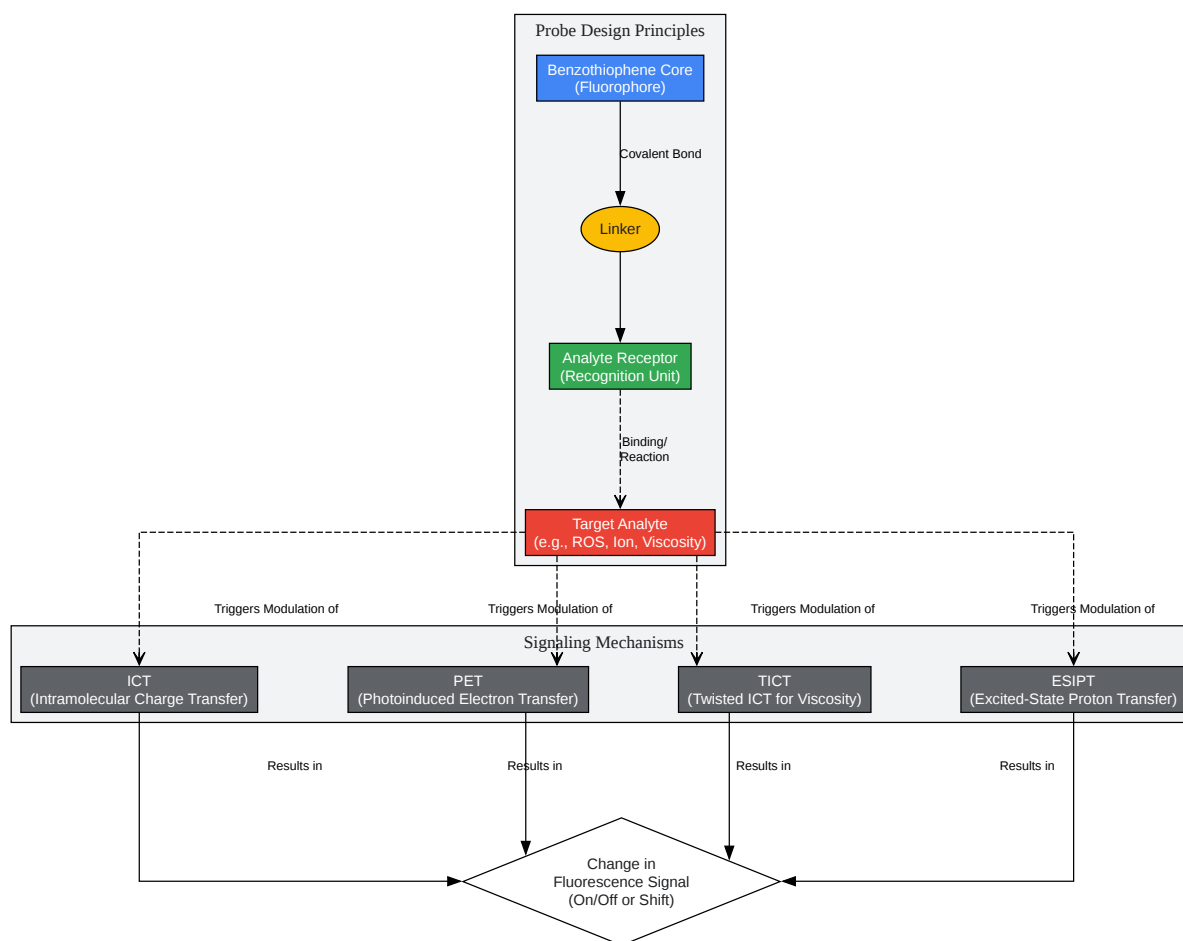 Probe Design Principles
Benzothiophene Core
(Fluorophore)
Covalent Bond
Linker
Analyte Receptor
(Recognition Unit)
Binding/
Reaction
Target Analyte
(e.g., ROS, Ion, Viscosity)
Triggers Modulation of
Triggers Modulation of
Triggers Modulation of
Triggers Modulation of
Signaling Mechanisms
ICT
(Intramolecular Charge Transfer)
PET
(Photoinduced Electron Transfer)
TICT
(Twisted ICT for Viscosity)
ESIPT
(Excited-State Proton Transfer)
Results in
Results in
Results in
Results in
Change in
Fluorescence Signal
(On/Off or Shift)